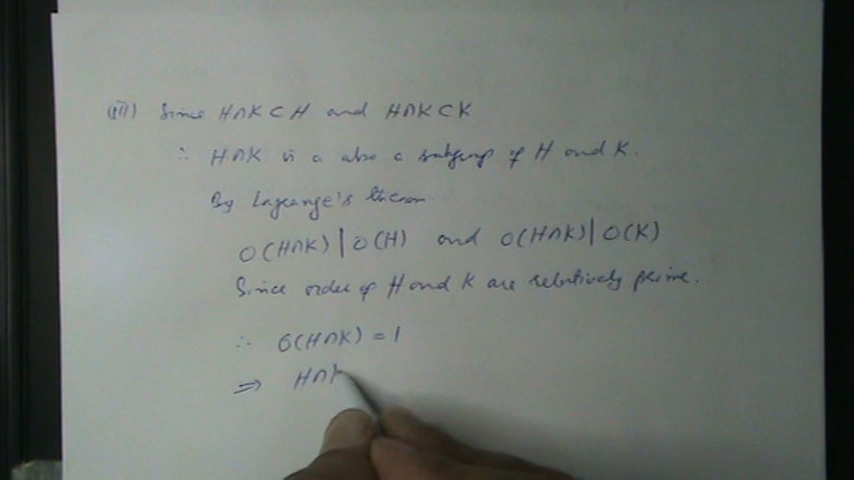 (iii) Since H∩K ⊂ H and H∩K ⊂ K
∴ H∩K is a also a subgroup of H and K.
By Lagrange's theorem
O(H∩K) | O(H) and O(H∩K) | O(K)
Since order of H and K are relatively prime.
∴ O(H∩K) = 1
⇒ H∩K